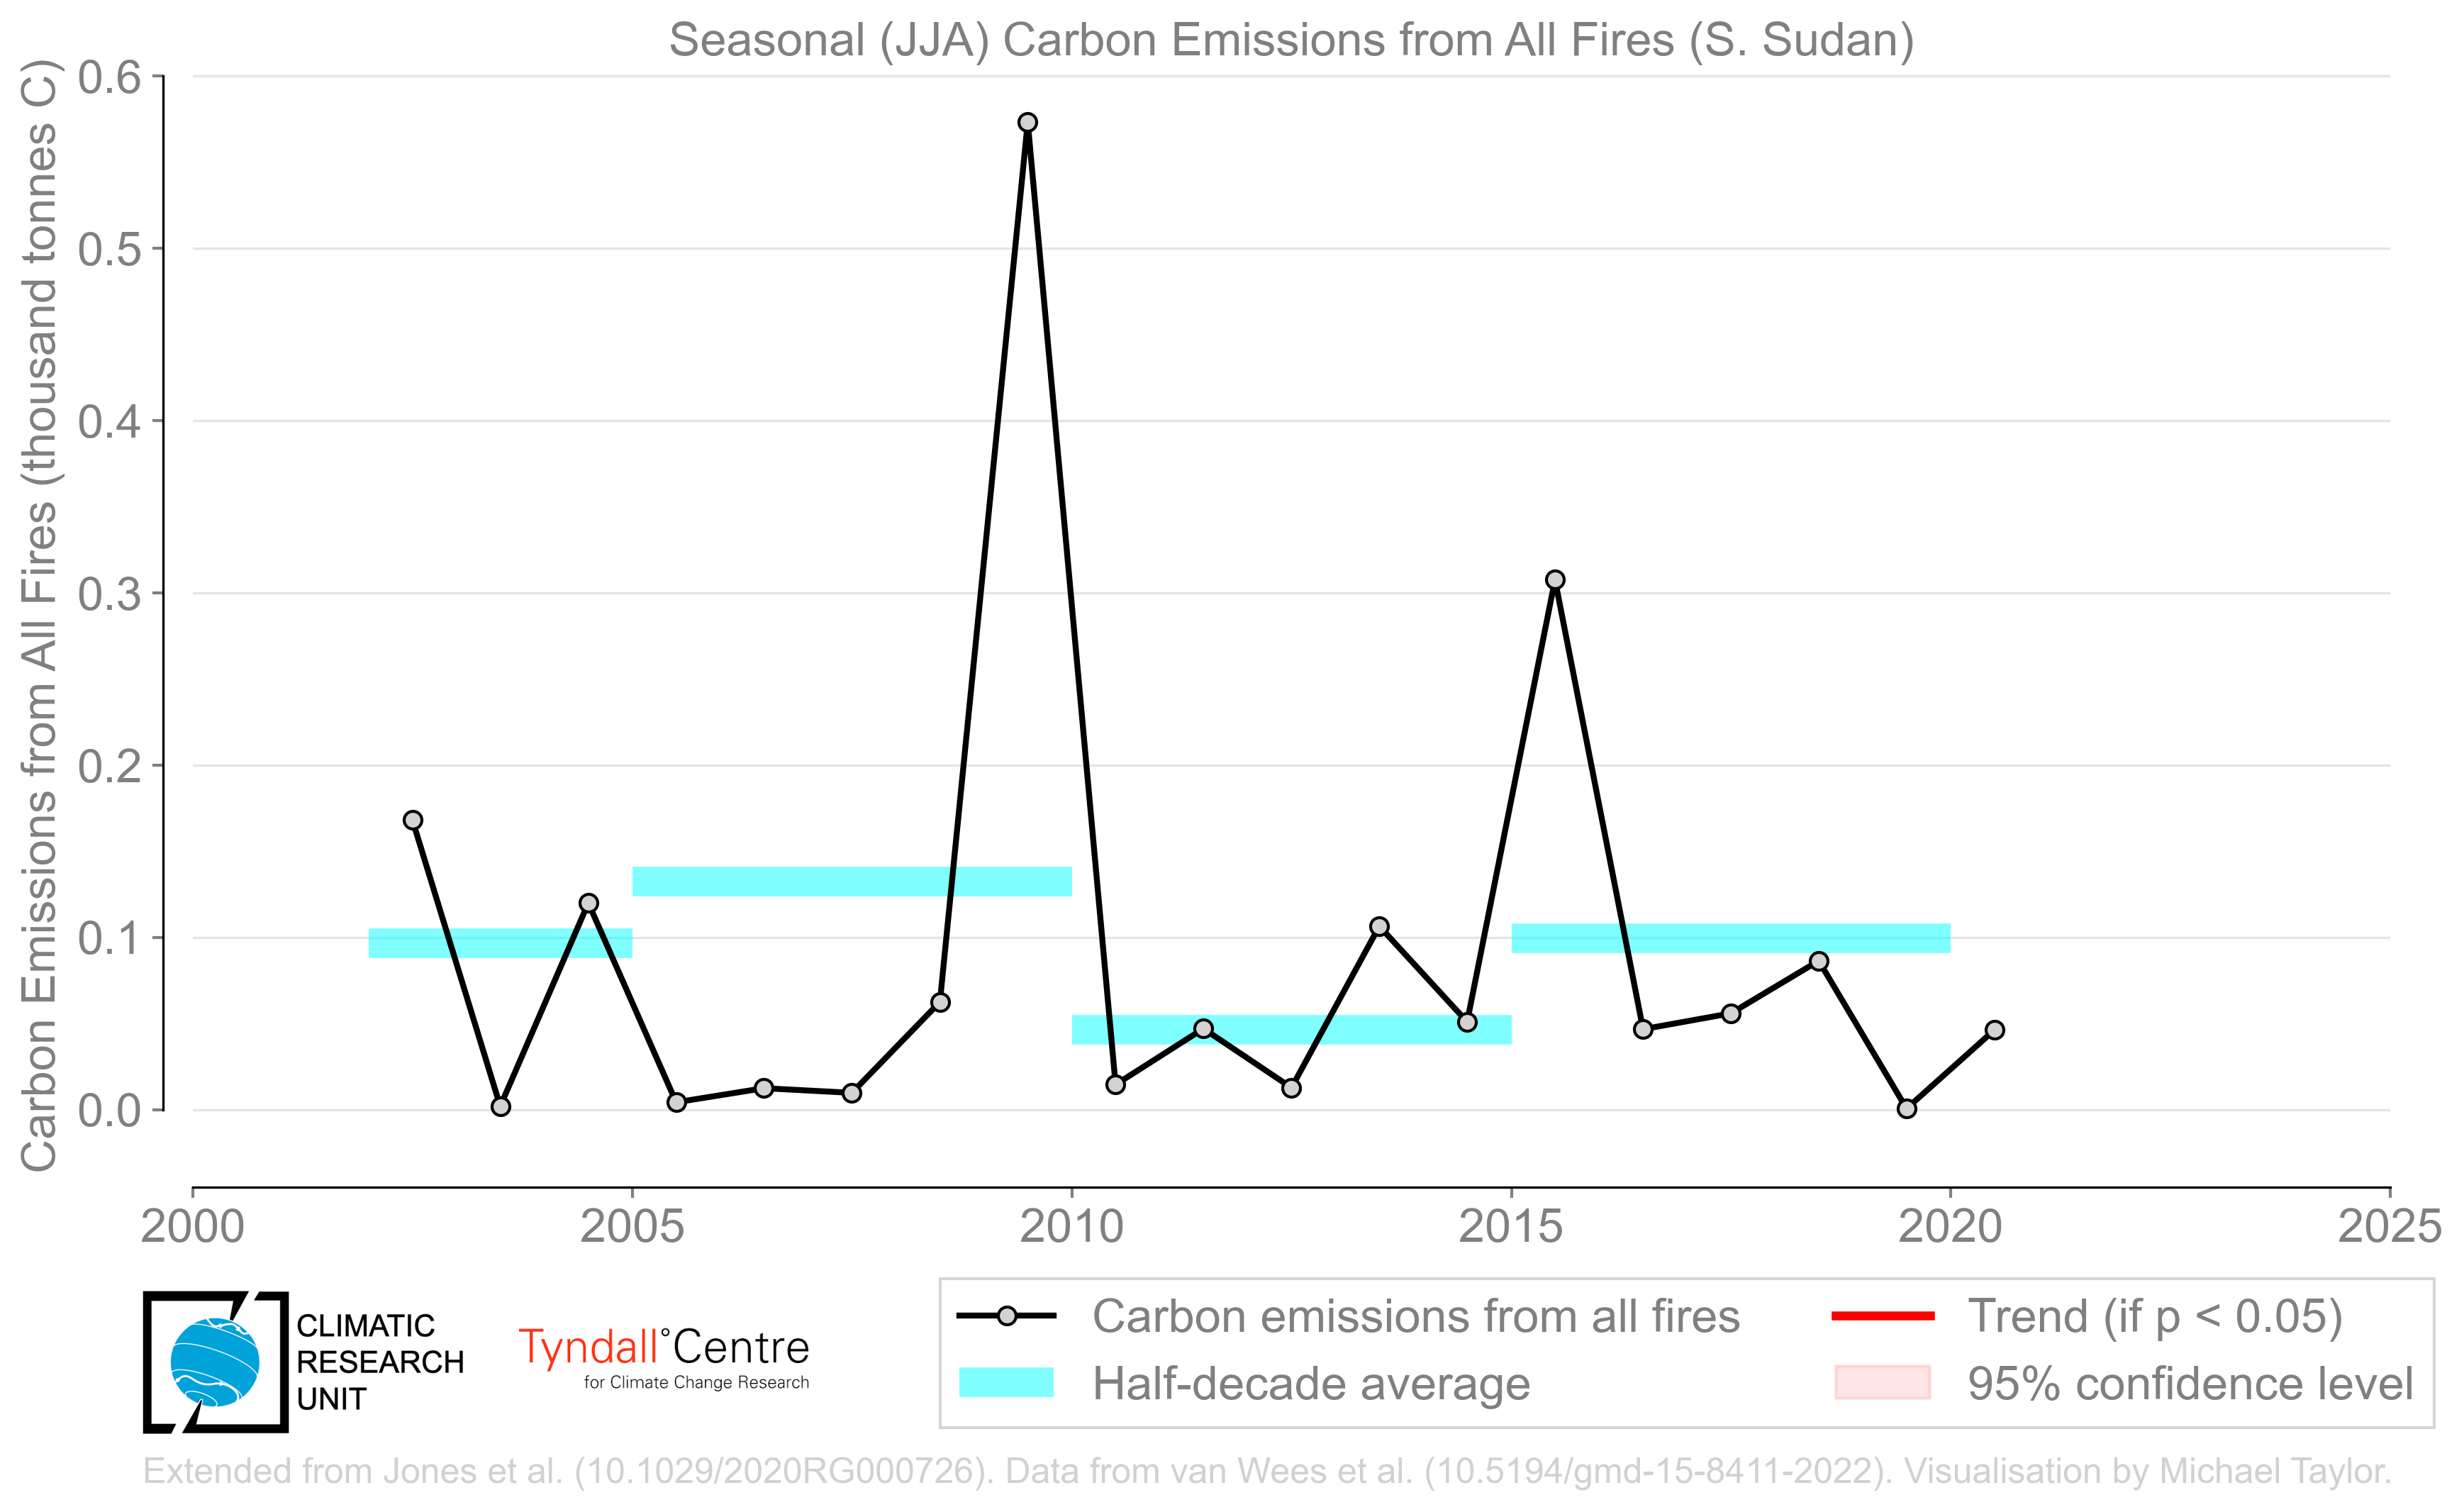 Seasonal (JJA) Carbon Emissions from All Fires (S. Sudan)
Carbon Emissions from All Fires (thousand tonnes C)
0.6
0.5
0.4
0.3
0.2
0.1
0.0
2000 2005 2010 2015 2020 2025
CLIMATIC
RESEARCH
UNIT
Tyndall°Centre
for Climate Change Research
Carbon emissions from all fires
Half-decade average
Trend (if p < 0.05)
95% confidence level
Extended from Jones et al. (10.1029/2020RG000726). Data from van Wees et al. (10.5194/gmd-15-8411-2022). Visualisation by Michael Taylor.